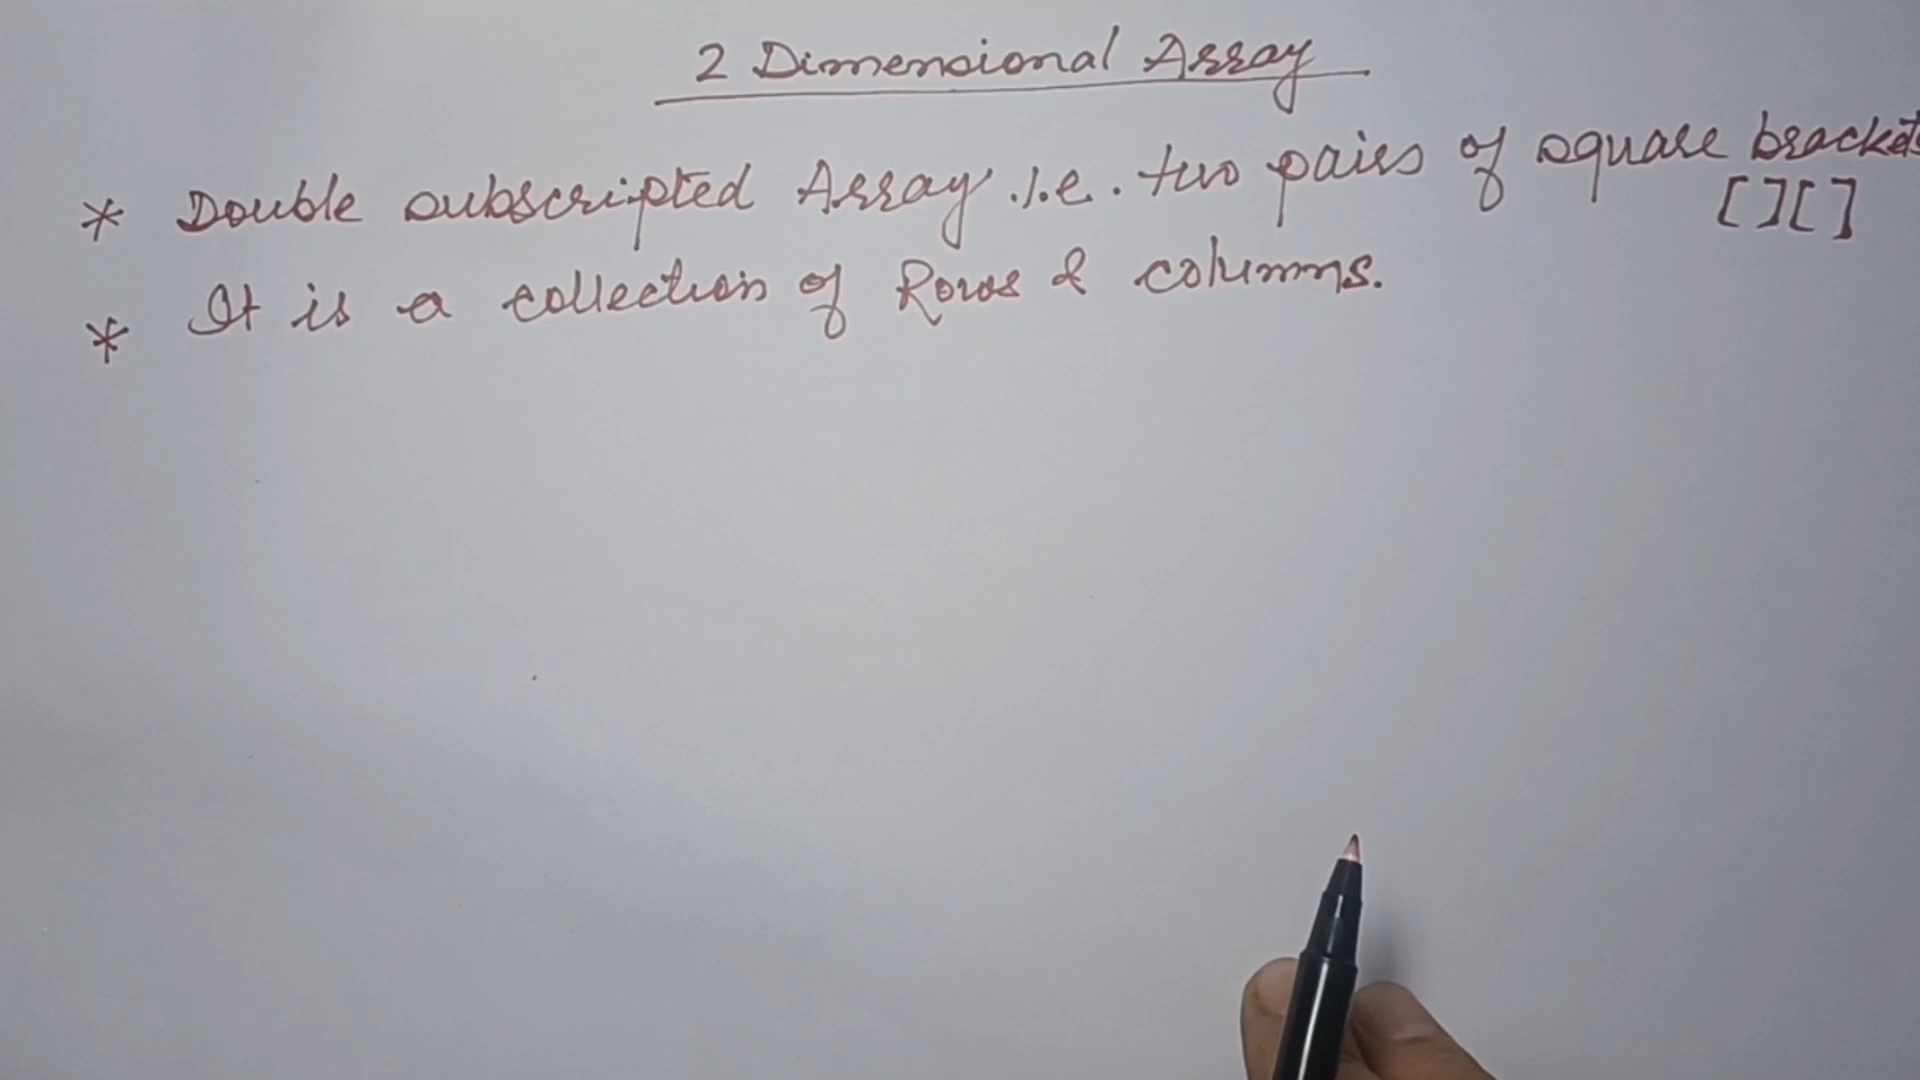 2 Dimensional Array
* Double subscripted Array i.e. two pairs of square brackets
[][]
* It is a collection of Rows & columns.